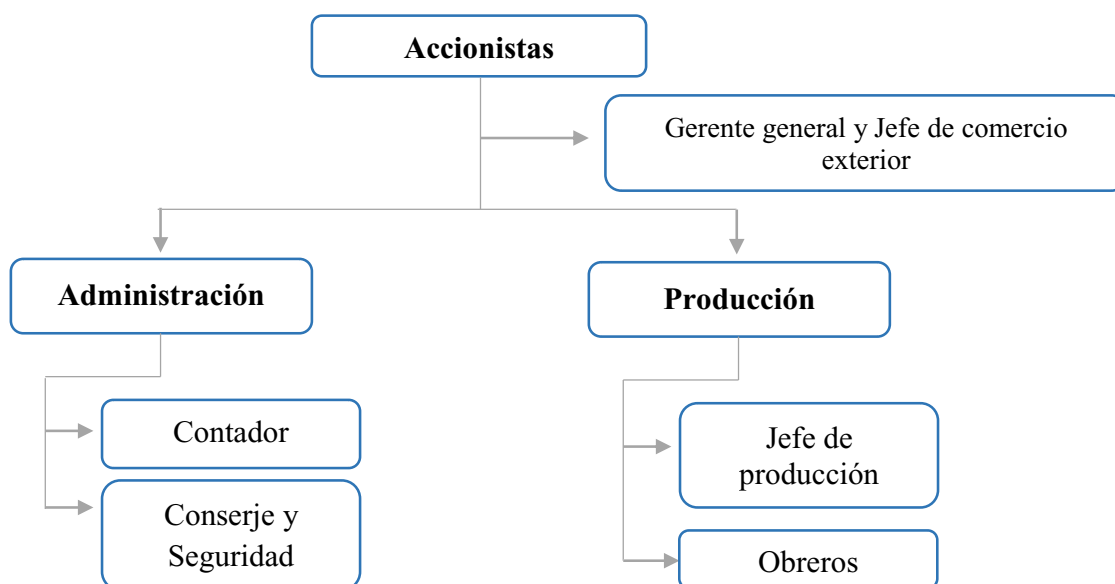 Accionistas
Gerente general y Jefe de comercio
exterior
Administración
Producción
Contador
Jefe de
producción
Conserje y
Seguridad
Obreros